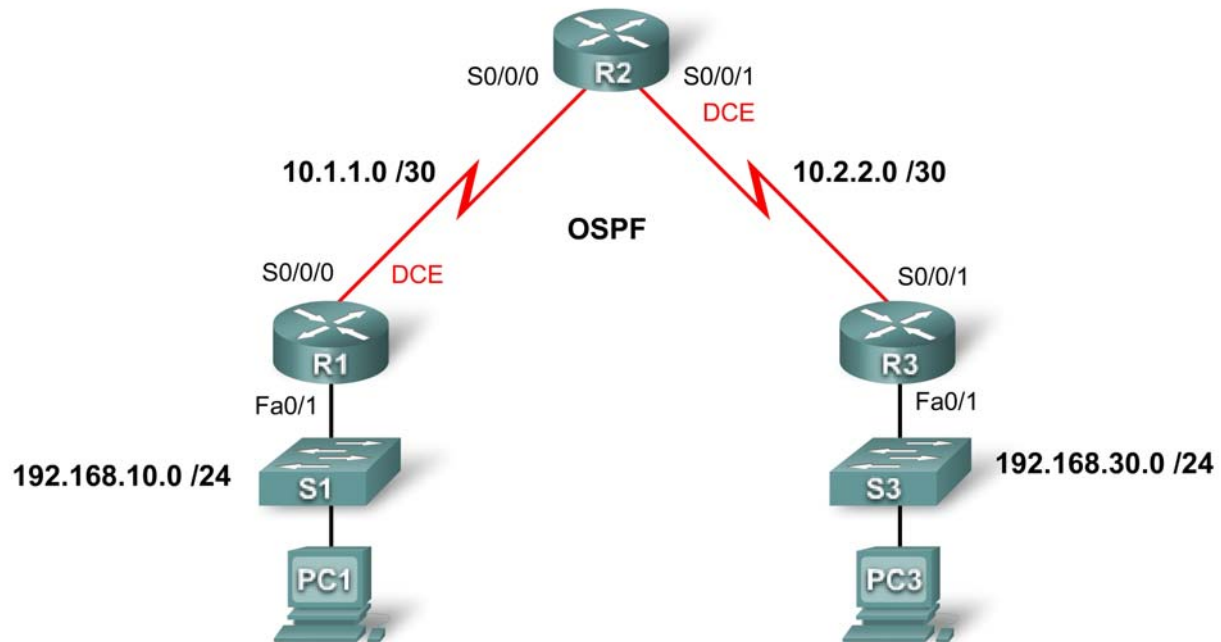 R2
S0/0/0
S0/0/1
DCE
10.1.1.0 /30
10.2.2.0 /30
OSPF
S0/0/0
DCE
S0/0/1
R1
R3
Fa0/1
Fa0/1
192.168.10.0 /24
S1
S3
192.168.30.0 /24
PC1
PC3